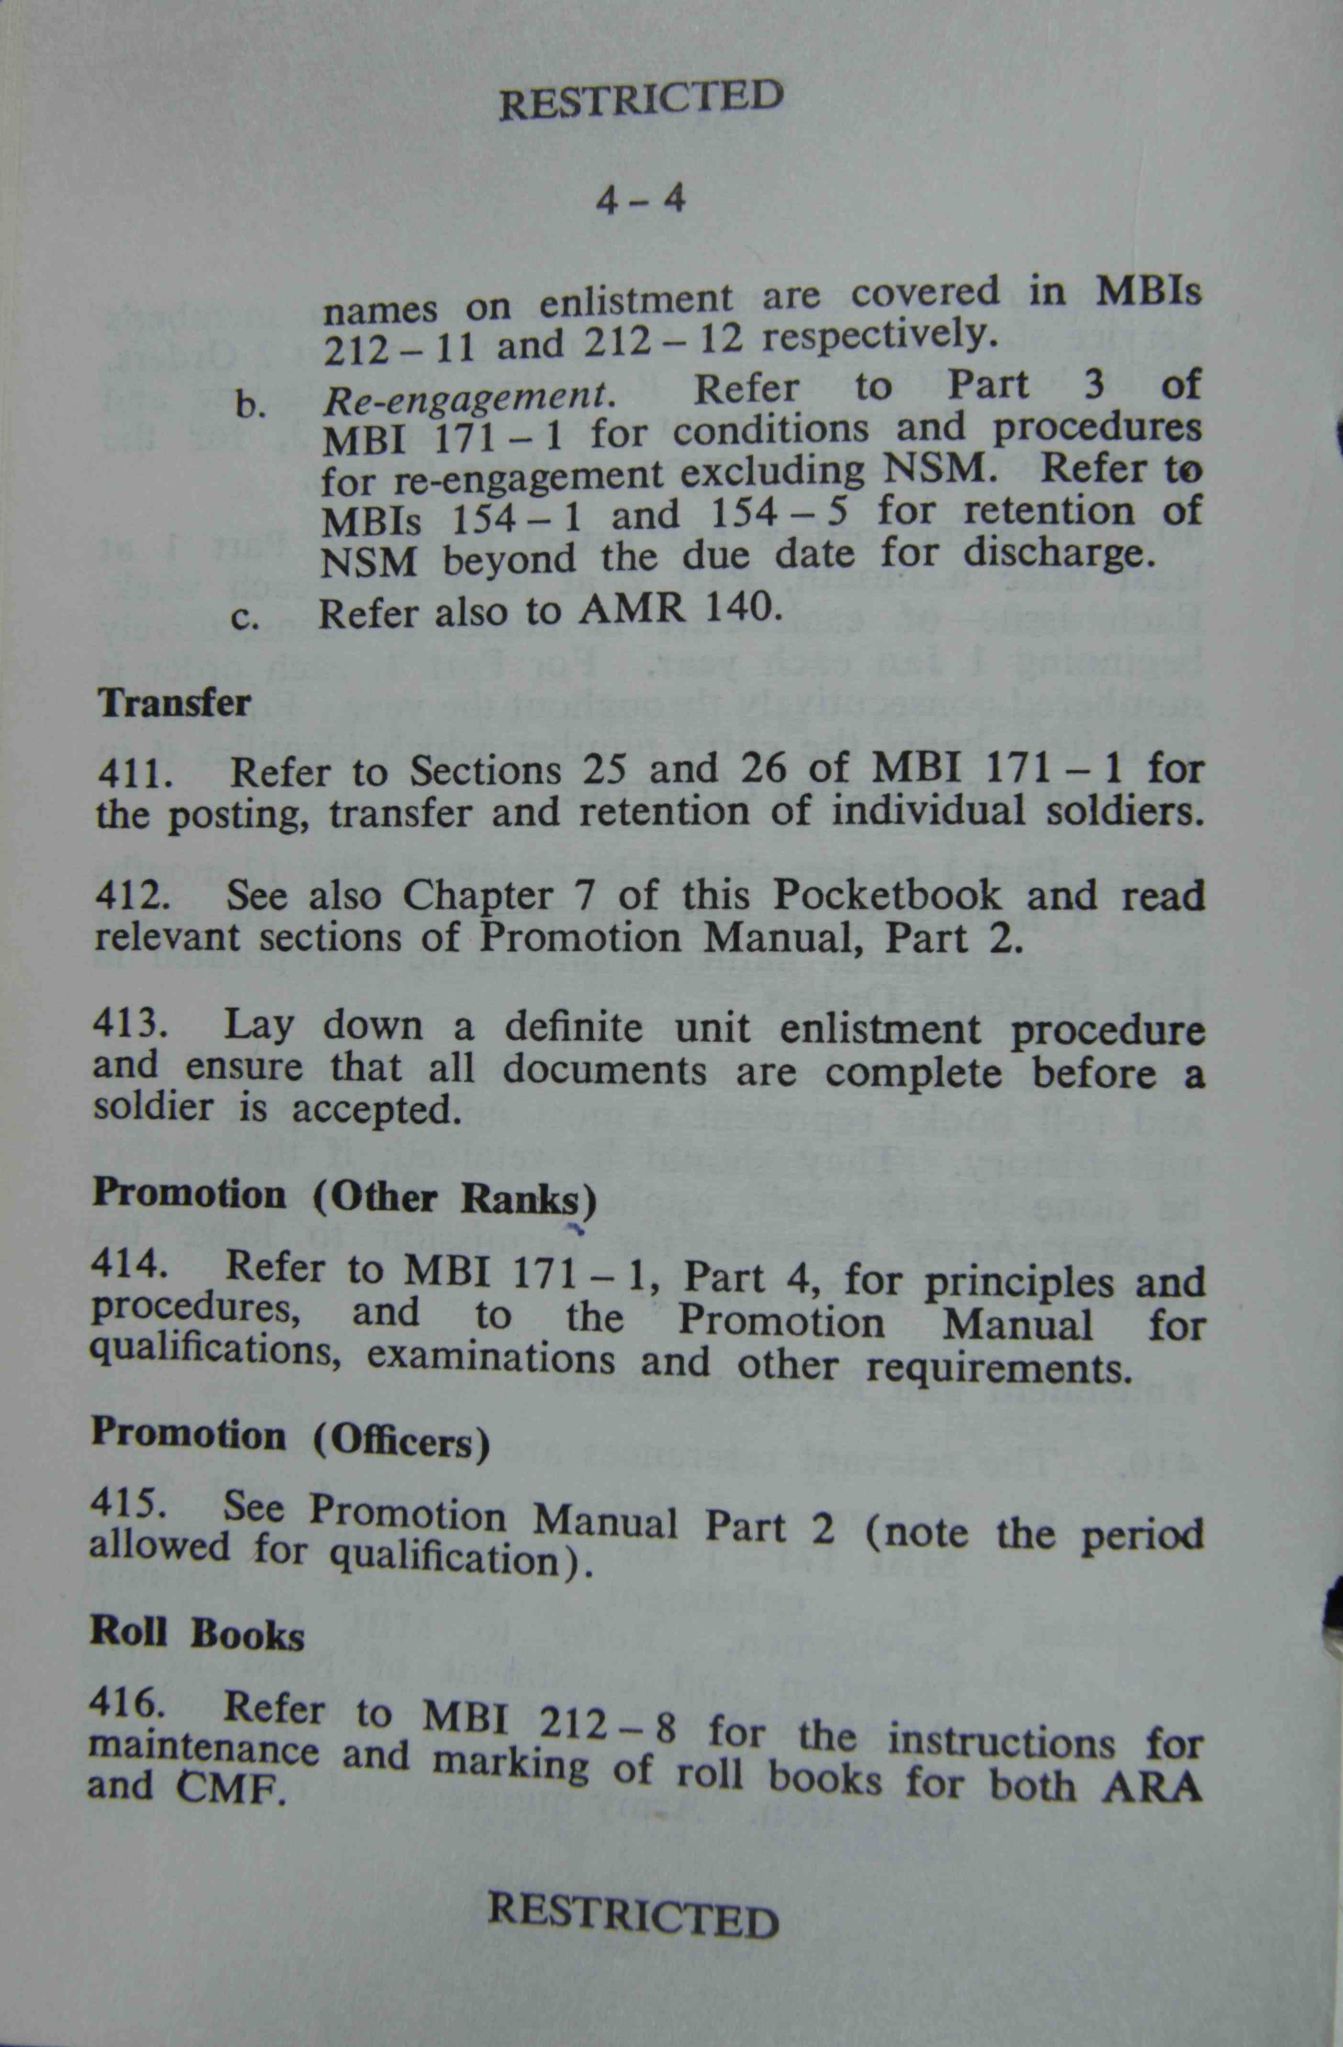 RESTRICTED
4 – 4
names on enlistment are covered in MBIs
212 – 11 and 212 – 12 respectively.
b. Re-engagement. Refer to Part 3 of
MBI 171 – 1 for conditions and procedures
for re-engagement excluding NSM. Refer to
MBIs 154 – 1 and 154 – 5 for retention of
NSM beyond the due date for discharge.
c. Refer also to AMR 140.
Transfer
411. Refer to Sections 25 and 26 of MBI 171 – 1 for
the posting, transfer and retention of individual soldiers.
412. See also Chapter 7 of this Pocketbook and read
relevant sections of Promotion Manual, Part 2.
413. Lay down a definite unit enlistment procedure
and ensure that all documents are complete before a
soldier is accepted.
Promotion (Other Ranks)
414. Refer to MBI 171 – 1, Part 4, for principles and
procedures, and to the Promotion Manual for
qualifications, examinations and other requirements.
Promotion (Officers)
415. See Promotion Manual Part 2 (note the period
allowed for qualification).
Roll Books
416. Refer to MBI 212 – 8 for the instructions for
maintenance and marking of roll books for both ARA
and CMF.
RESTRICTED